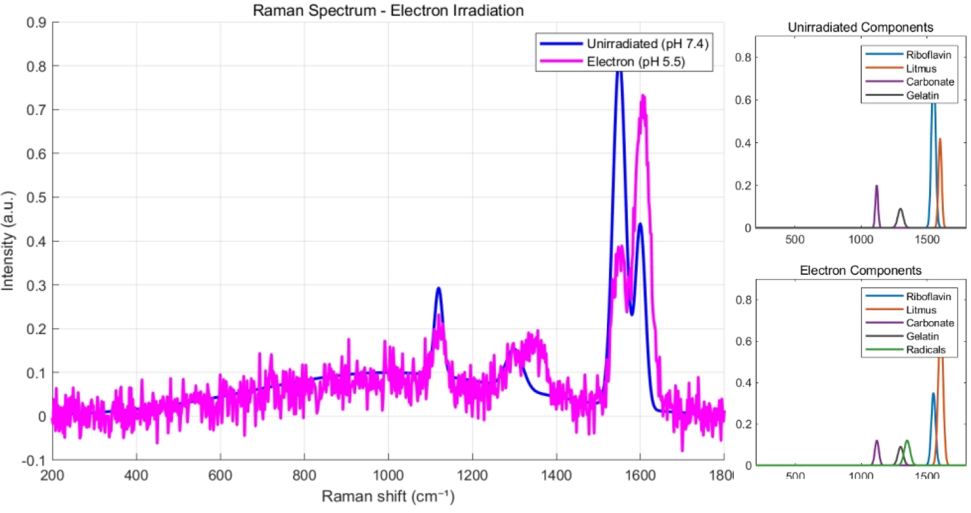 Raman Spectrum - Electron Irradiation
0.9
0.8
0.7
0.6
0.5
0.4
0.3
0.2
0.1
0
-0.1
Intensity (a.u.)
Unirradiated (pH 7.4)
Electron (pH 5.5)
200
400
600
800
1000
1200
1400
1600
1800
Raman shift (cm⁻¹)
Unirradiated Components
0.8
0.6
0.4
0.2
0
Riboflavin
Litmus
Carbonate
Gelatin
500
1000
1500
Electron Components
0.8
0.6
0.4
0.2
0
Riboflavin
Litmus
Carbonate
Gelatin
Radicals
500
1000
1500